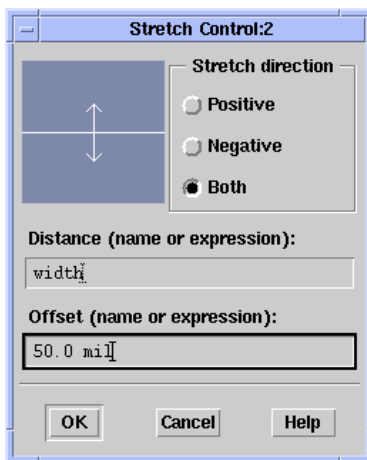 Stretch Control:2
Stretch direction
Positive
Negative
Both
Distance (name or expression):
width
Offset (name or expression):
50.0 mil
OK Cancel Help